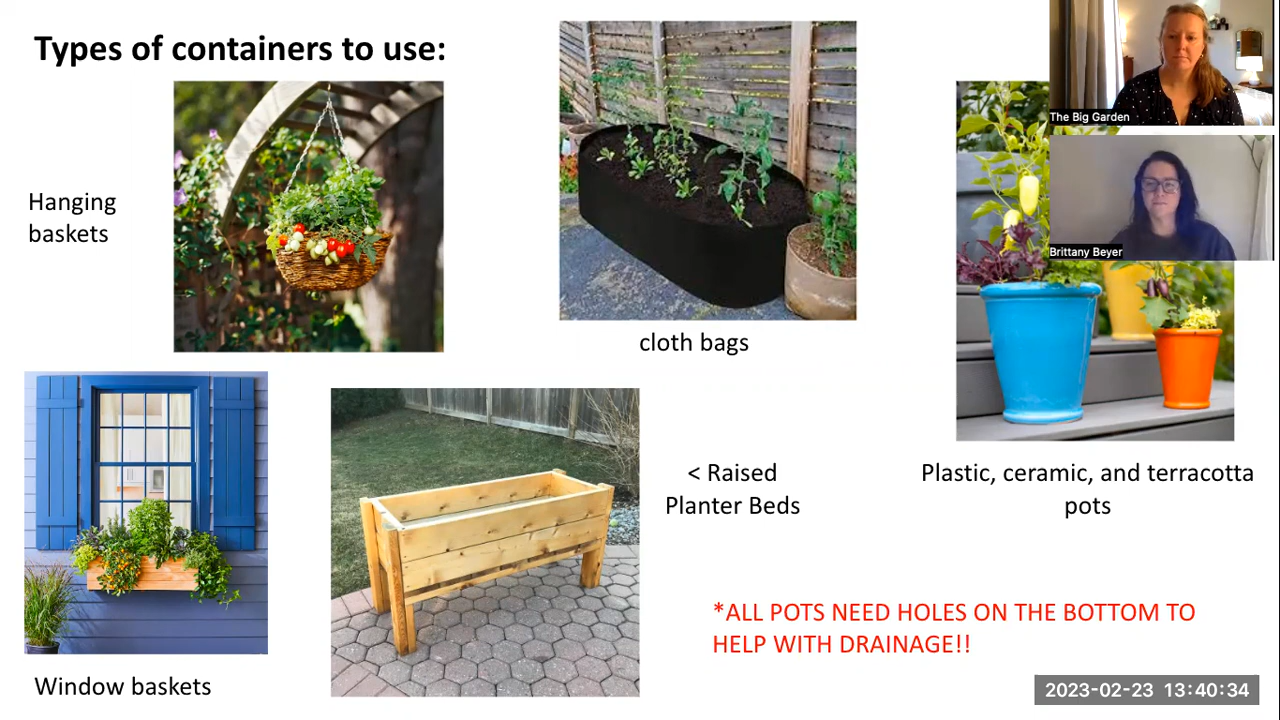 Types of containers to use:
The Big Garden
Hanging
baskets
Brittany Beyer
cloth bags
< Raised
Planter Beds
Plastic, ceramic, and terracotta
pots
*ALL POTS NEED HOLES ON THE BOTTOM TO
HELP WITH DRAINAGE!!
Window baskets
2023-02-23 13:40:34